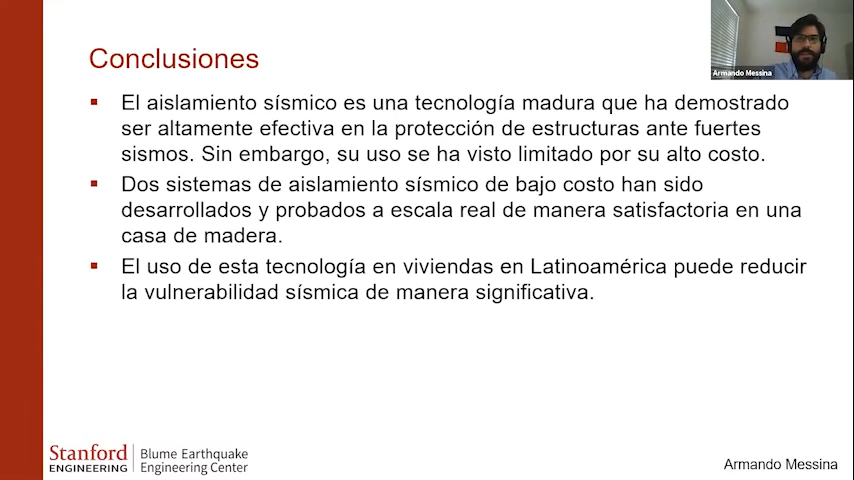 Armando Messina
Conclusiones
▪ El aislamiento sísmico es una tecnología madura que ha demostrado
ser altamente efectiva en la protección de estructuras ante fuertes
sismos. Sin embargo, su uso se ha visto limitado por su alto costo.
▪ Dos sistemas de aislamiento sísmico de bajo costo han sido
desarrollados y probados a escala real de manera satisfactoria en una
casa de madera.
▪ El uso de esta tecnología en viviendas en Latinoamérica puede reducir
la vulnerabilidad sísmica de manera significativa.
Stanford
ENGINEERING
Blume Earthquake
Engineering Center
Armando Messina